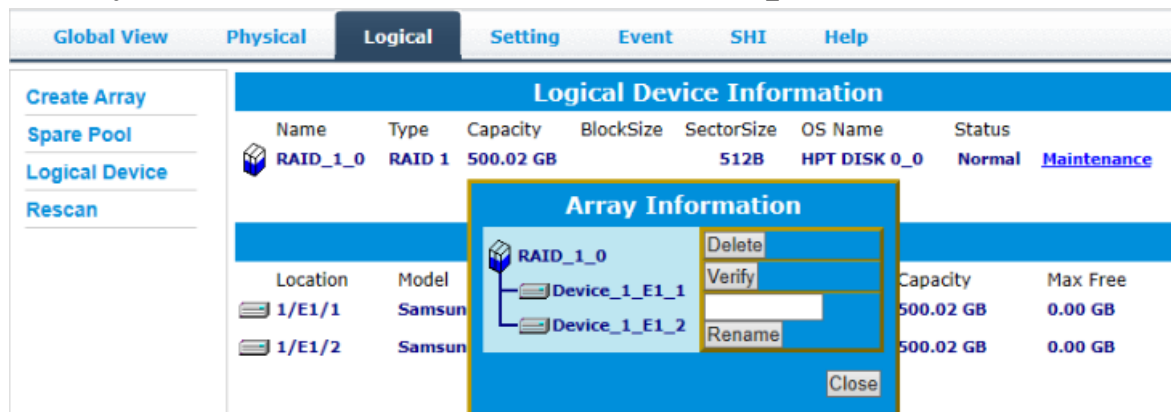 Global View Physical Logical Setting Event SHI Help
Create Array
Spare Pool
Logical Device
Rescan
Logical Device Information
Name Type Capacity BlockSize SectorSize OS Name Status
RAID_1_0 RAID 1 500.02 GB 512B HPT DISK 0_0 Normal Maintenance
Array Information
RAID_1_0
Device_1_E1_1
Device_1_E1_2
Delete
Verify
Rename
Close
Location Model Capacity Max Free
1/E1/1 Samsun 500.02 GB 0.00 GB
1/E1/2 Samsun 500.02 GB 0.00 GB